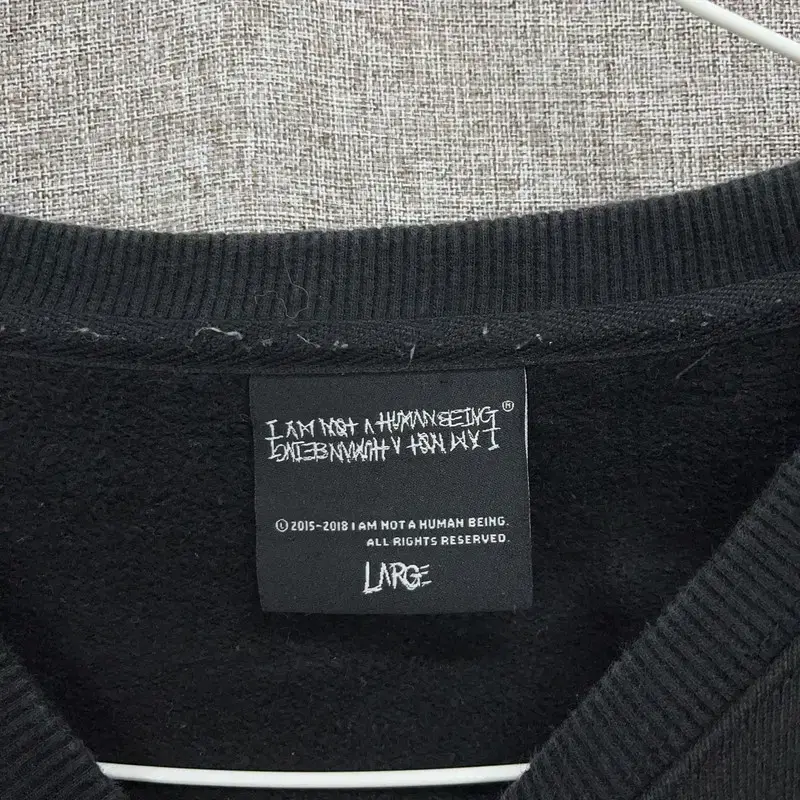 I AM NOT A HUMAN BEING ®
I AM NOT A HUMAN BEING
Ⓛ 2015-2018 I AM NOT A HUMAN BEING.
ALL RIGHTS RESERVED.
LARGE